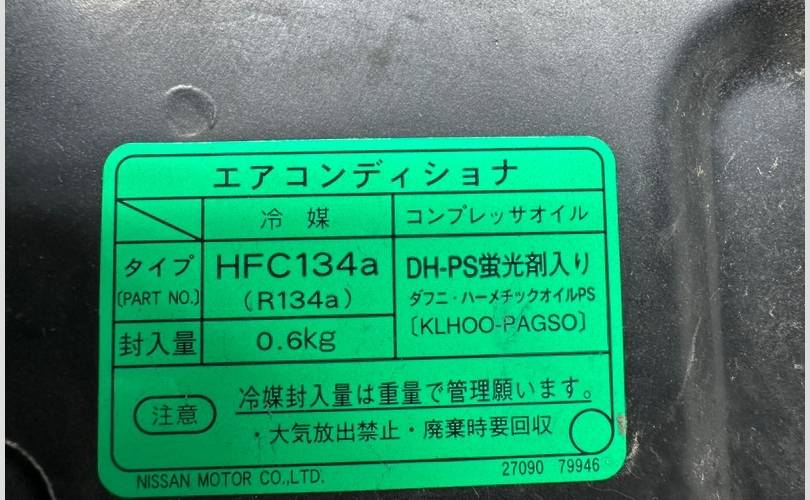 エアコンディショナ
冷媒 コンプレッサオイル
タイプ HFC134a DH-PS蛍光剤入り
(PART NO.) (R134a) ダフニ・ハーメチックオイルPS
〔KLHOO-PAGSO〕
封入量 0.6kg
注意 冷媒封入量は重量で管理願います。
・大気放出禁止・廃棄時要回収
NISSAN MOTOR CO.,LTD. 27090 79946